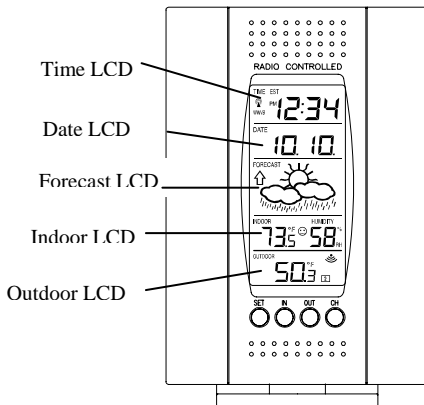 RADIO CONTROLLED
Time LCD
TIME EST
PM 12:34
WWVB
Date LCD
DATE
10. 10.
FORECAST
Forecast LCD
INDOOR HUMIDITY
Indoor LCD
73.5 °F 58 % RH
OUTDOOR
Outdoor LCD
50.3 °F 1
SET IN OUT CH